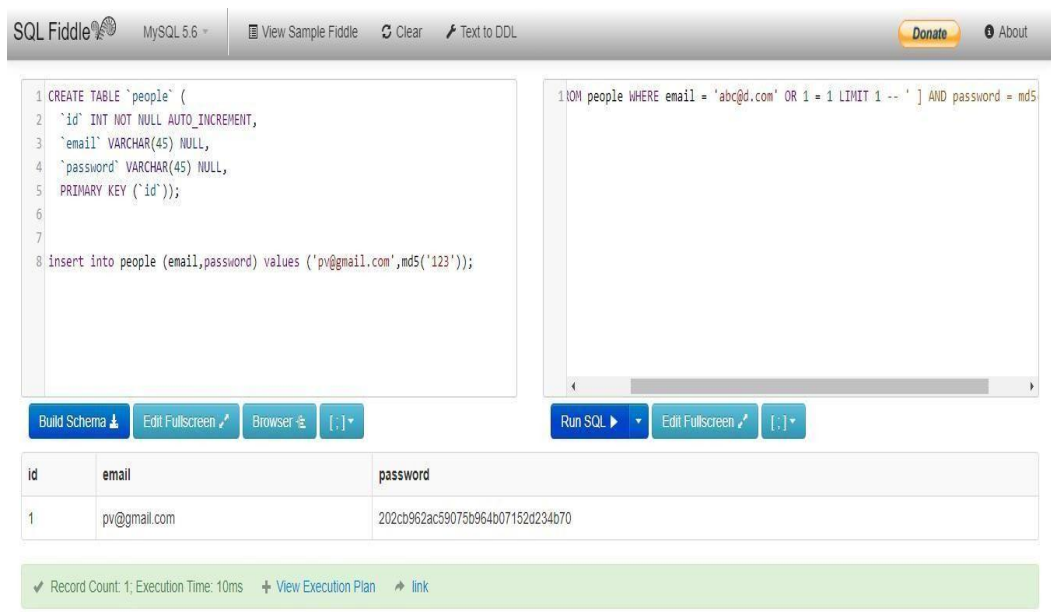 SQL Fiddle MySQL 5.6 View Sample Fiddle Clear Text to DDL Donate About
1 CREATE TABLE `people` (
2 `id` INT NOT NULL AUTO_INCREMENT,
3 `email` VARCHAR(45) NULL,
4 `password` VARCHAR(45) NULL,
5 PRIMARY KEY (`id`));
6
7
8 insert into people (email,password) values ('pv@gmail.com',md5('123'));
1 ROM people WHERE email = 'abc@d.com' OR 1 = 1 LIMIT 1 -- ' ] AND password = md5
Build Schema Edit Fullscreen Browser [ ; ]
Run SQL Edit Fullscreen [ ; ]
id email password
1 pv@gmail.com 202cb962ac59075b964b07152d234b70
Record Count: 1; Execution Time: 10ms View Execution Plan link